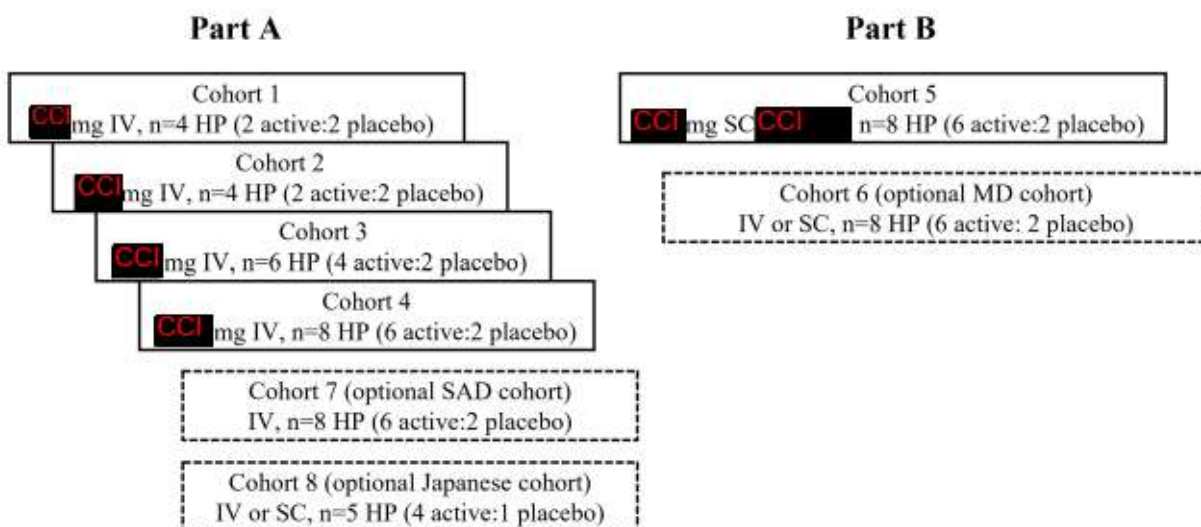 Part A
Cohort 1
CCI mg IV, n=4 HP (2 active:2 placebo)
Cohort 2
CCI mg IV, n=4 HP (2 active:2 placebo)
Cohort 3
CCI mg IV, n=6 HP (4 active:2 placebo)
Cohort 4
CCI mg IV, n=8 HP (6 active:2 placebo)
Cohort 7 (optional SAD cohort)
IV, n=8 HP (6 active:2 placebo)
Cohort 8 (optional Japanese cohort)
IV or SC, n=5 HP (4 active:1 placebo)
Part B
Cohort 5
CCI mg SC CCI n=8 HP (6 active:2 placebo)
Cohort 6 (optional MD cohort)
IV or SC, n=8 HP (6 active: 2 placebo)